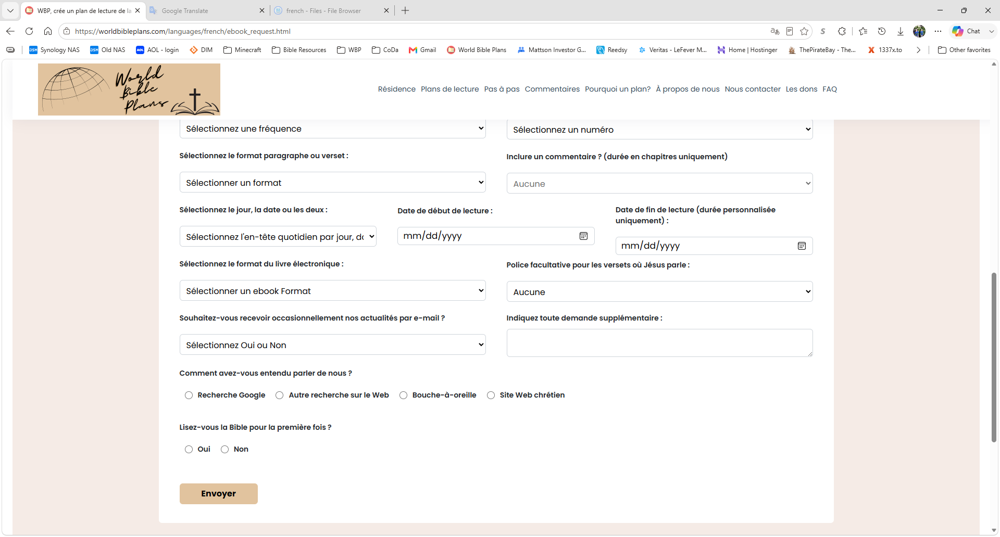 WBP, crée un plan de lecture de la
Google Translate
french - Files - File Browser
https://worldbibleplans.com/languages/french/ebook_request.html
Chat
Synology NAS
Old NAS
AOL - login
DIM
Minecraft
Bible Resources
WBP
CoDa
Gmail
World Bible Plans
Mattson Investor G...
Reedsy
Veritas - LeFever M...
Home | Hostinger
ThePirateBay - The...
1337x.to
Other favorites
World
Bible
Plans
Résidence Plans de lecture Pas à pas Commentaires Pourquoi un plan? À propos de nous Nous contacter Les dons FAQ
Sélectionnez une fréquence
Sélectionnez un numéro
Sélectionnez le format paragraphe ou verset :
Inclure un commentaire ? (durée en chapitres uniquement)
Sélectionner un format
Aucune
Sélectionnez le jour, la date ou les deux :
Date de début de lecture :
Date de fin de lecture (durée personnalisée
uniquement) :
Sélectionnez l'en-tête quotidien par jour, dc
mm/dd/yyyy
mm/dd/yyyy
Sélectionnez le format du livre électronique :
Police facultative pour les versets où Jésus parle :
Sélectionner un ebook Format
Aucune
Souhaitez-vous recevoir occasionnellement nos actualités par e-mail ?
Indiquez toute demande supplémentaire :
Sélectionnez Oui ou Non
Comment avez-vous entendu parler de nous ?
Recherche Google
Autre recherche sur le Web
Bouche-à-oreille
Site Web chrétien
Lisez-vous la Bible pour la première fois ?
Oui
Non
Envoyer